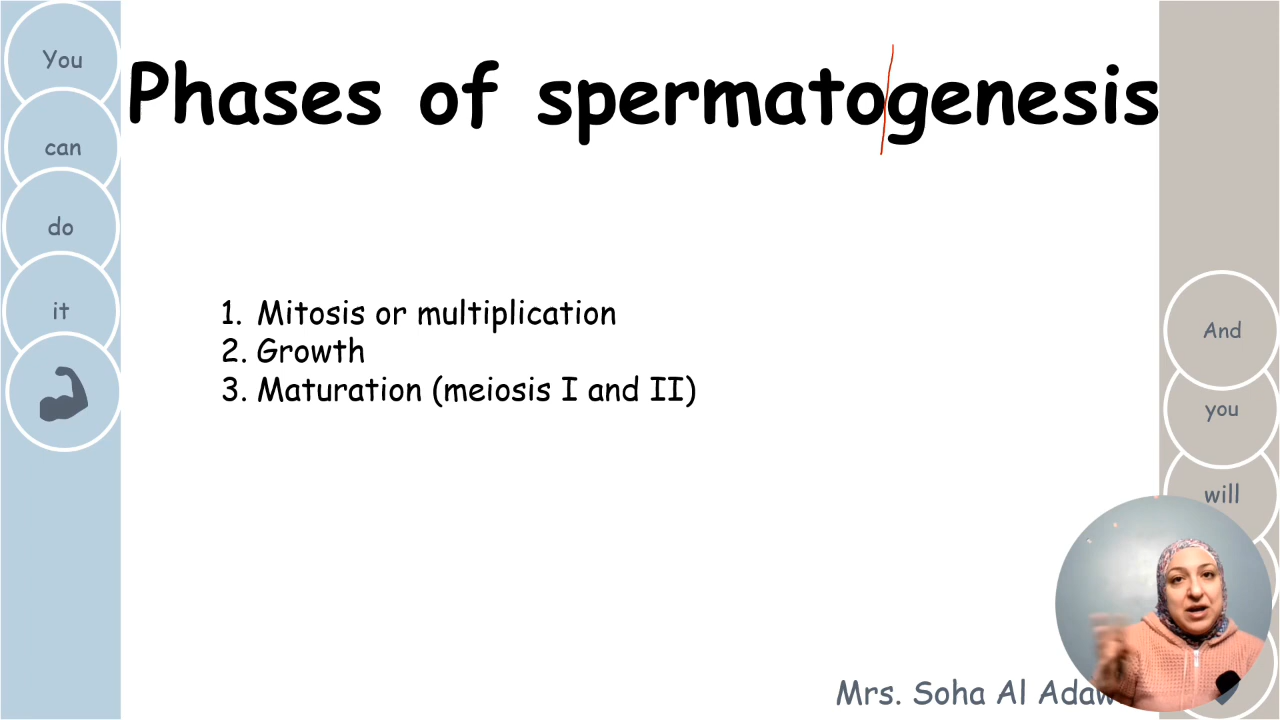 You
can
do
it
Phases of spermatogenesis
1. Mitosis or multiplication
2. Growth
3. Maturation (meiosis I and II)
And
you
will
Mrs. Soha Al